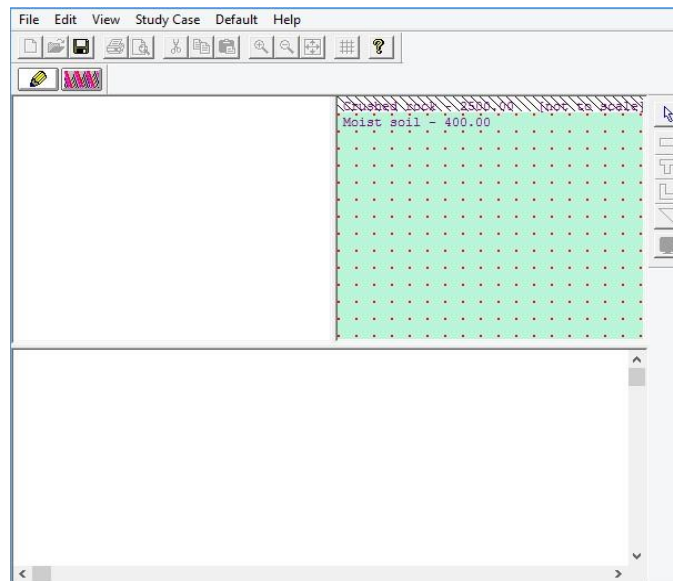 File Edit View Study Case Default Help
?
Crushed rock - 2500.00 [not to scale]
Moist soil - 400.00